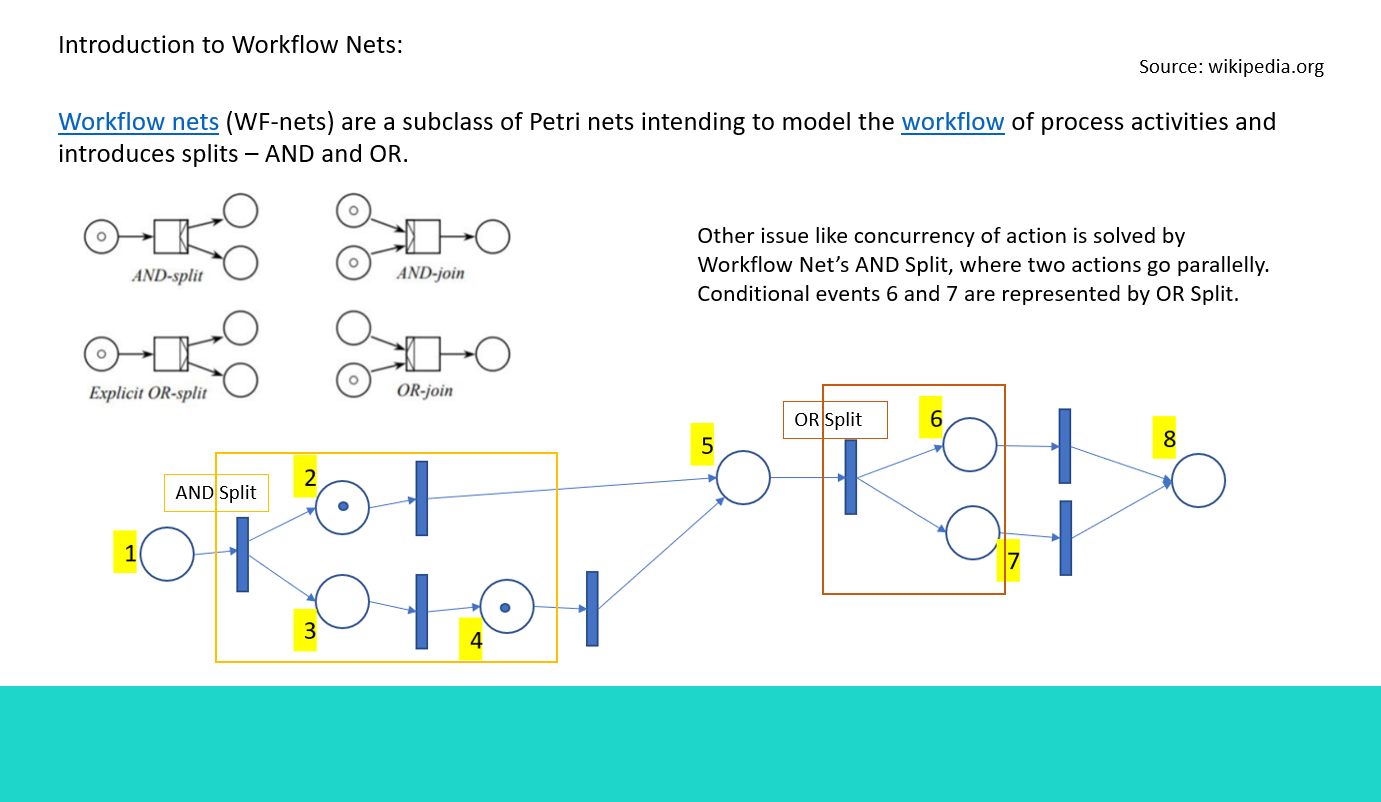 Introduction to Workflow Nets:
Source: wikipedia.org
Workflow nets (WF-nets) are a subclass of Petri nets intending to model the workflow of process activities and
introduces splits – AND and OR.
AND-split
AND-join
Explicit OR-split
OR-join
Other issue like concurrency of action is solved by
Workflow Net’s AND Split, where two actions go parallelly.
Conditional events 6 and 7 are represented by OR Split.
AND Split
OR Split
1
2
3
4
5
6
7
8